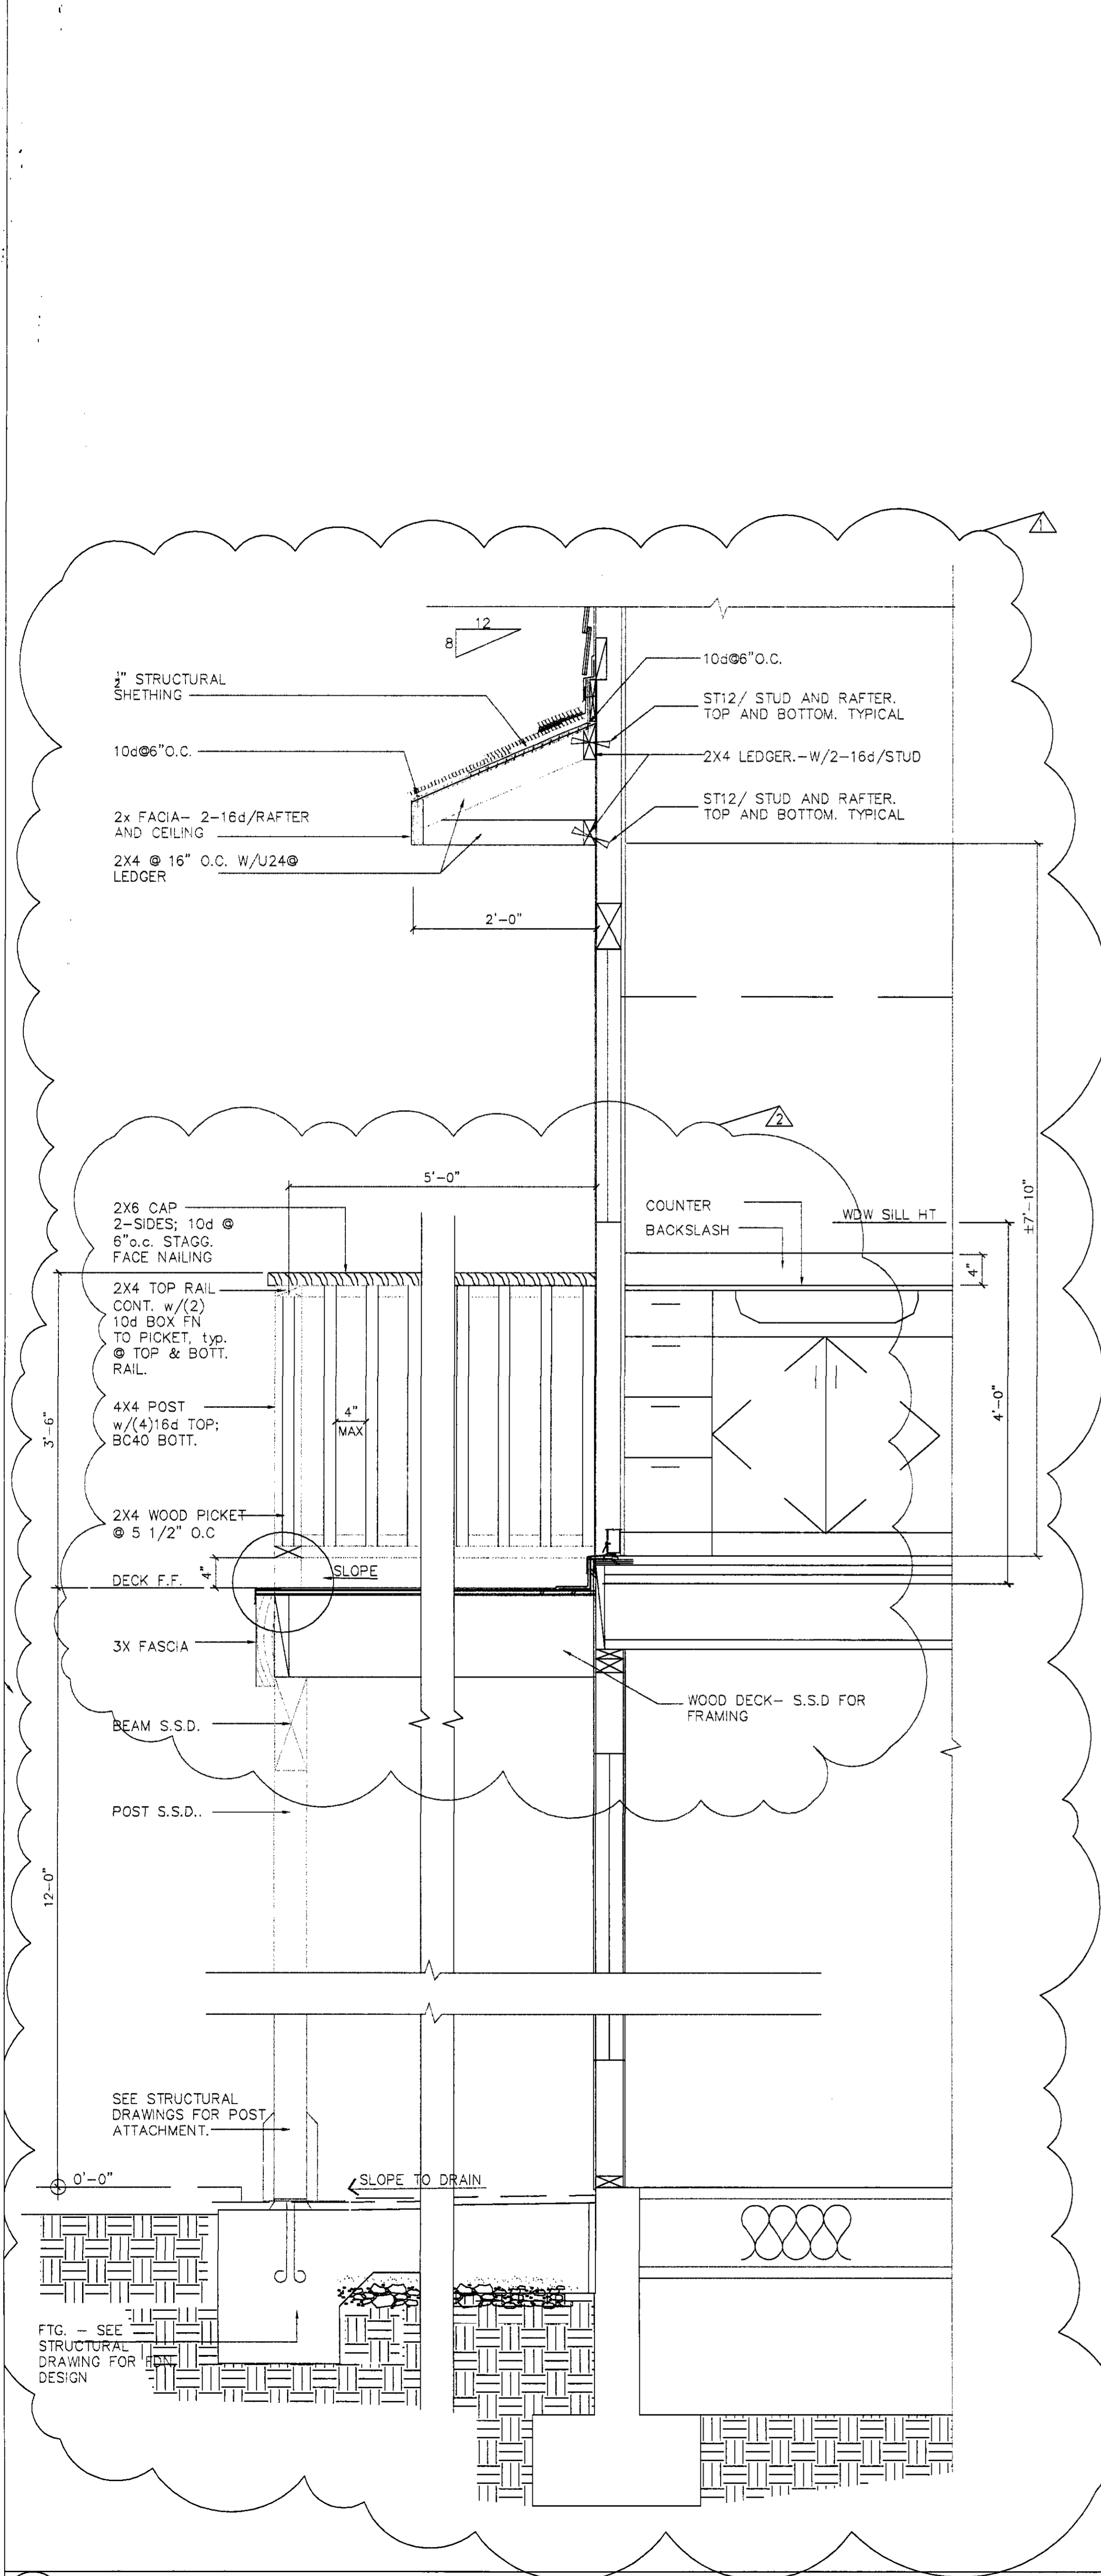 1
12
8
½" STRUCTURAL
SHETHING
10d@6"O.C.
ST12/ STUD AND RAFTER.
TOP AND BOTTOM. TYPICAL
10d@6"O.C.
2X4 LEDGER.-W/2-16d/STUD
ST12/ STUD AND RAFTER.
TOP AND BOTTOM. TYPICAL
2x FACIA- 2-16d/RAFTER
AND CEILING
2X4 @ 16" O.C. W/U24@
LEDGER
2'-0"
2
5'-0"
±7'-10"
2X6 CAP
2-SIDES; 10d @
6"o.c. STAGG.
FACE NAILING
COUNTER
BACKSLASH
WDW SILL HT
4"
2X4 TOP RAIL
CONT. w/(2)
10d BOX FN
TO PICKET, typ.
@ TOP & BOTT.
RAIL.
4X4 POST
w/(4)16d TOP;
BC40 BOTT.
4"
MAX
3'-6"
4'-0"
2X4 WOOD PICKET
@ 5 1/2" O.C
4"
SLOPE
DECK F.F.
3X FASCIA
WOOD DECK- S.S.D FOR
FRAMING
BEAM S.S.D.
POST S.S.D..
12-0"
SEE STRUCTURAL
DRAWINGS FOR POST
ATTACHMENT.
0'-0"
SLOPE TO DRAIN
FTG. - SEE
STRUCTURAL
DRAWING FOR FDN.
DESIGN